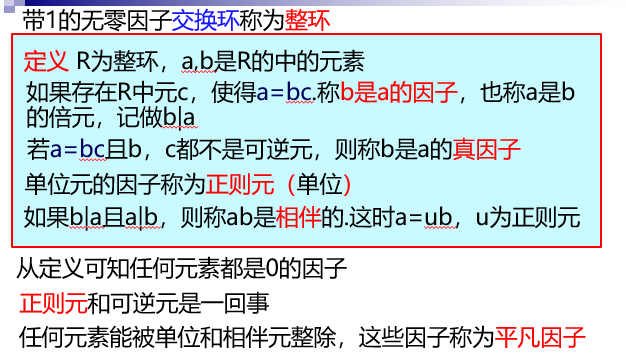 带1的无零因子交换环称为整环
定义 R为整环，a,b是R的中的元素
如果存在R中元c，使得a=bc.称b是a的因子，也称a是b
的倍元，记做b|a
若a=bc且b，c都不是可逆元，则称b是a的真因子
单位元的因子称为正则元（单位）
如果b|a且a|b，则称ab是相伴的.这时a=ub，u为正则元
从定义可知任何元素都是0的因子
正则元和可逆元是一回事
任何元素能被单位和相伴元整除，这些因子称为平凡因子